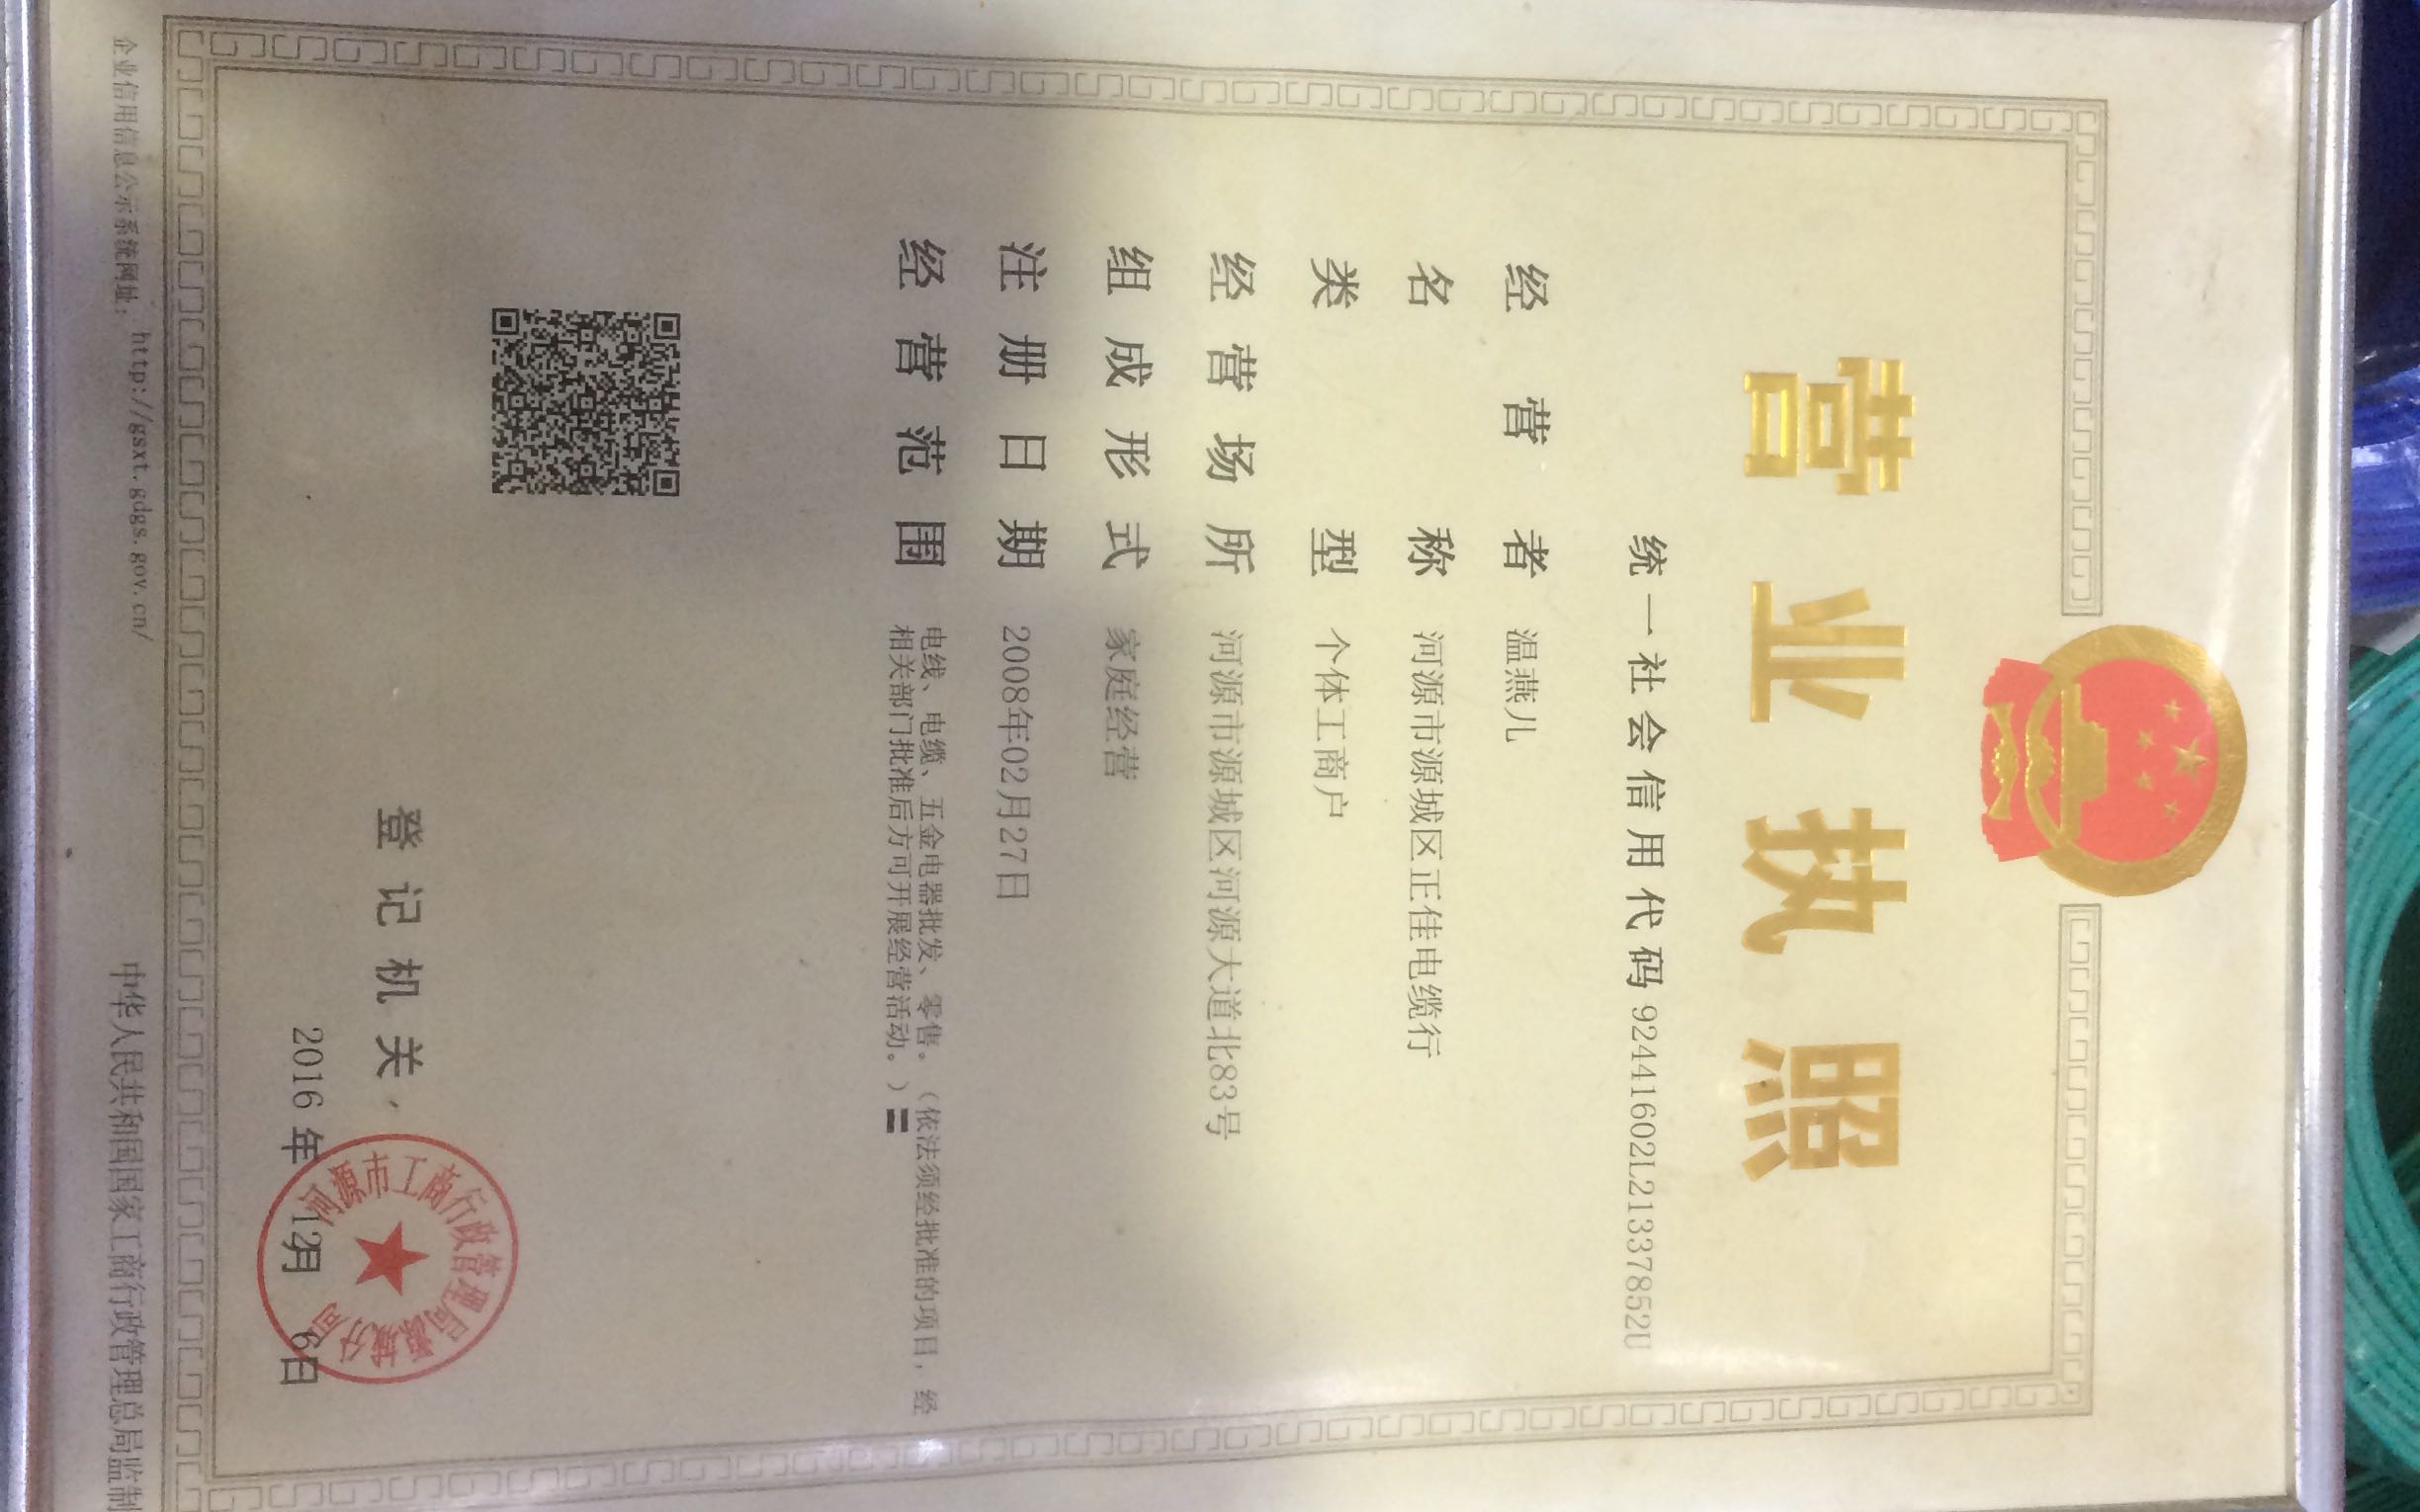 营业执照
统一社会信用代码 92441602L21337852U
经营者 温燕儿
名称 河源市源城区正佳电缆行
类型 个体工商户
经营场所 河源市源城区河源大道北83号
组成形式 家庭经营
注册日期 2008年02月27日
经营范围 电线、电缆、五金电器批发、零售。（依法须经批准的项目，经
相关部门批准后方可开展经营活动。）〓
登记机关
河源市工商行政管理局源城分局
2016 年 12月 6日
企业信用信息公示系统网址： http://gsxt.gdgs.gov.cn/
中华人民共和国国家工商行政管理总局监制